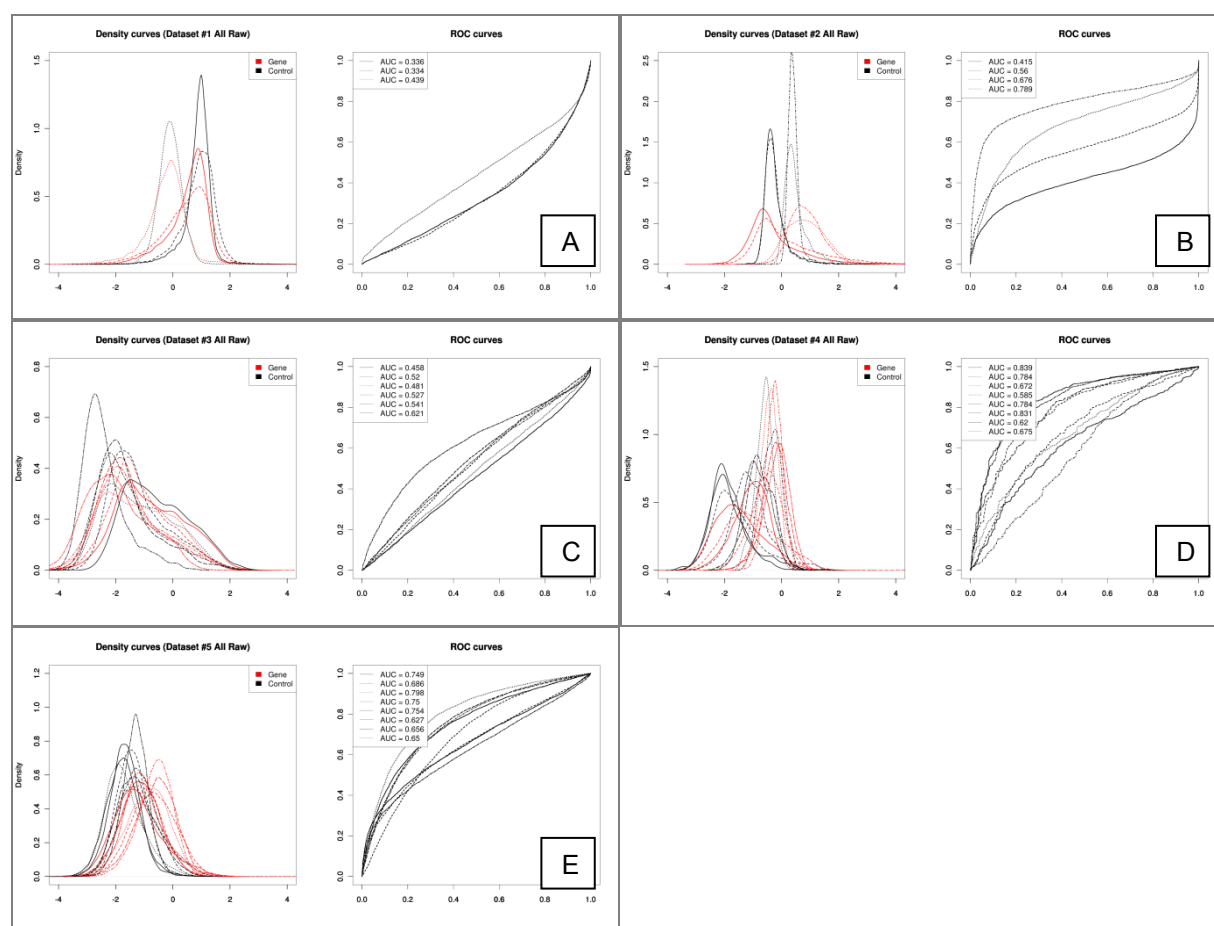 Density curves (Dataset #1 All Raw)
ROC curves
Density
0.0 0.5 1.0 1.5
-4 -2 0 2 4
Gene
Control
0.0 0.2 0.4 0.6 0.8 1.0
0.0 0.2 0.4 0.6 0.8 1.0
AUC = 0.336
AUC = 0.334
AUC = 0.439
A
Density curves (Dataset #2 All Raw)
ROC curves
Density
0.0 0.5 1.0 1.5 2.0 2.5
-4 -2 0 2 4
Gene
Control
0.0 0.2 0.4 0.6 0.8 1.0
0.0 0.2 0.4 0.6 0.8 1.0
AUC = 0.415
AUC = 0.56
AUC = 0.676
AUC = 0.789
B
Density curves (Dataset #3 All Raw)
ROC curves
Density
0.0 0.2 0.4 0.6 0.8
-4 -2 0 2 4
Gene
Control
0.0 0.2 0.4 0.6 0.8 1.0
0.0 0.2 0.4 0.6 0.8 1.0
AUC = 0.458
AUC = 0.52
AUC = 0.481
AUC = 0.527
AUC = 0.541
AUC = 0.621
C
Density curves (Dataset #4 All Raw)
ROC curves
Density
0.0 0.5 1.0 1.5
-4 -2 0 2 4
Gene
Control
0.0 0.2 0.4 0.6 0.8 1.0
0.0 0.2 0.4 0.6 0.8 1.0
AUC = 0.839
AUC = 0.784
AUC = 0.672
AUC = 0.585
AUC = 0.784
AUC = 0.831
AUC = 0.62
AUC = 0.675
D
Density curves (Dataset #5 All Raw)
ROC curves
Density
0.0 0.2 0.4 0.6 0.8 1.0 1.2
-4 -2 0 2 4
Gene
Control
0.0 0.2 0.4 0.6 0.8 1.0
0.0 0.2 0.4 0.6 0.8 1.0
AUC = 0.749
AUC = 0.686
AUC = 0.798
AUC = 0.75
AUC = 0.754
AUC = 0.627
AUC = 0.656
AUC = 0.65
E